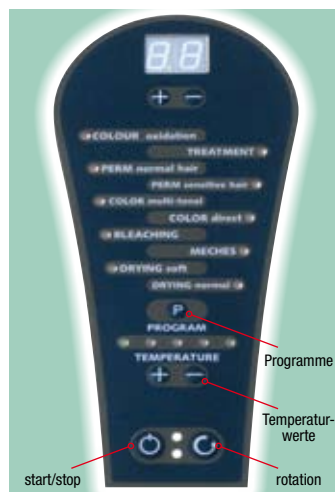 88
+ −
COLOUR oxidation
TREATMENT
PERM normal hair
PERM sensitive hair
COLOR multi-tonal
COLOR direct
BLEACHING
MECHES
DRYING soft
DRYING normal
P
PROGRAM
TEMPERATURE
+ −
Programme
Temperatur-
werte
start/stop
rotation